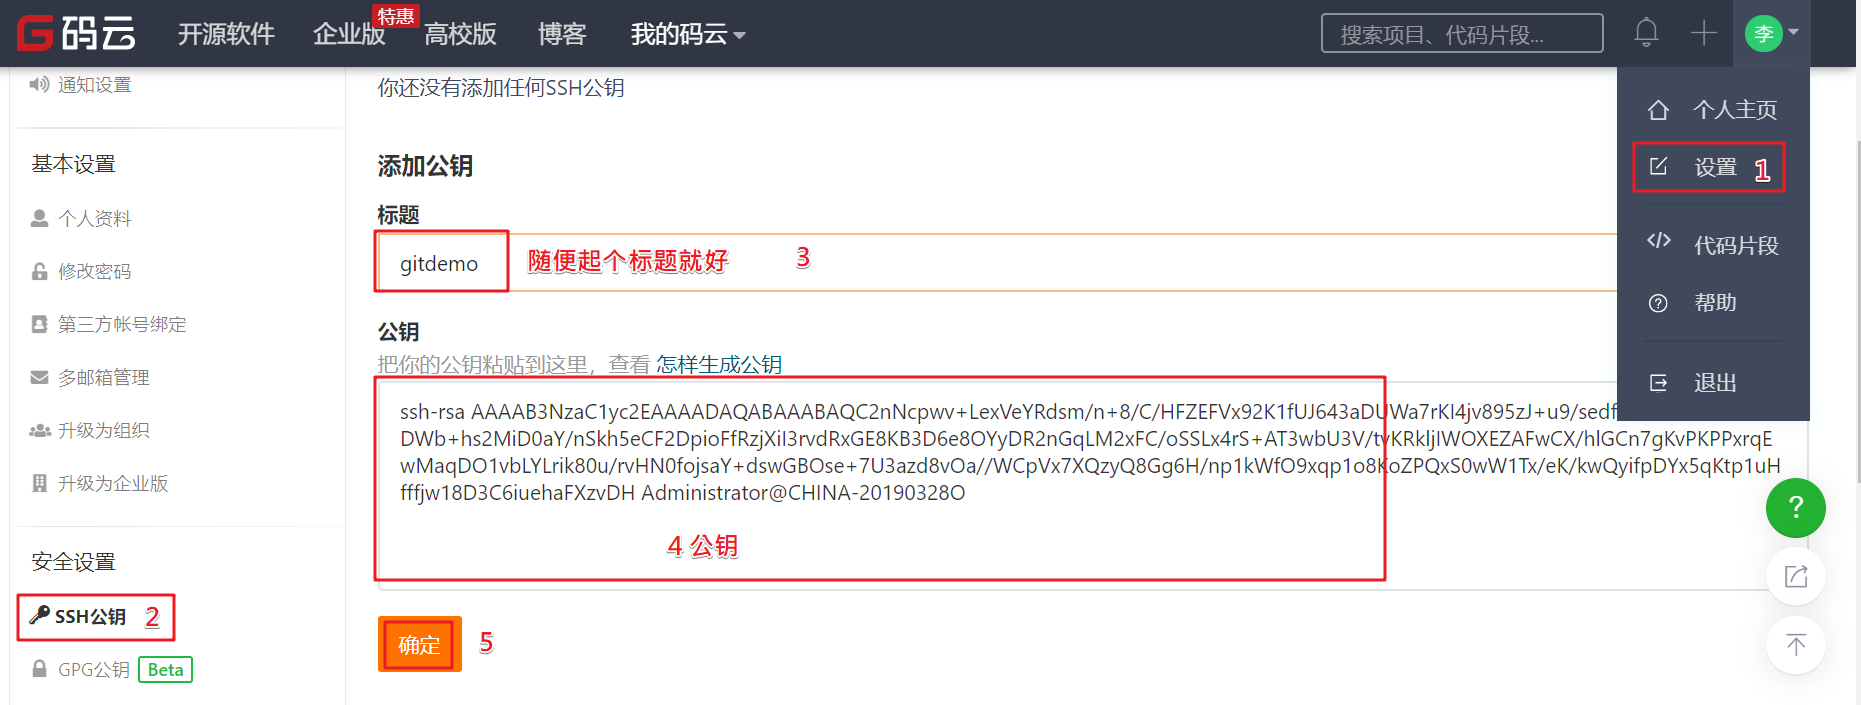 码云
开源软件
企业版
特惠
高校版
博客
我的码云
搜索项目、代码片段...
李
通知设置
基本设置
个人资料
修改密码
第三方帐号绑定
多邮箱管理
升级为组织
升级为企业版
安全设置
SSH公钥 2
GPG公钥 Beta
你还没有添加任何SSH公钥
添加公钥
标题
gitdemo 随便起个标题就好 3
公钥
把你的公钥粘贴到这里，查看 怎样生成公钥
ssh-rsa AAAAB3NzaC1yc2EAAAADAQABAAABAQC2nNcpwv+LexVeYRdsm/n+8/C/HFZEFVx92K1fUJ643aDUWa7rKI4jv895zJ+u9/sedf
DWb+hs2MiD0aY/nSkh5eCF2DpioFfRzjXiI3rvdRxGE8KB3D6e8OYyDR2nGqLM2xFC/oSSLx4rS+AT3wbU3V/tvKRkljIWOXEZAFwCX/hlGCn7gKvPKPPxrqE
wMaqDO1vbLYLrik80u/rvHN0fojsaY+dswGBOse+7U3azd8vOa//WCpVx7XQzyQ8Gg6H/np1kWfO9xqp1o8KoZPQxS0wW1Tx/eK/kwQyifpDYx5qKtp1uH
fffjw18D3C6iuehaFXzvDH Administrator@CHINA-20190328O
4 公钥
确定 5
个人主页
设置 1
代码片段
帮助
退出
?